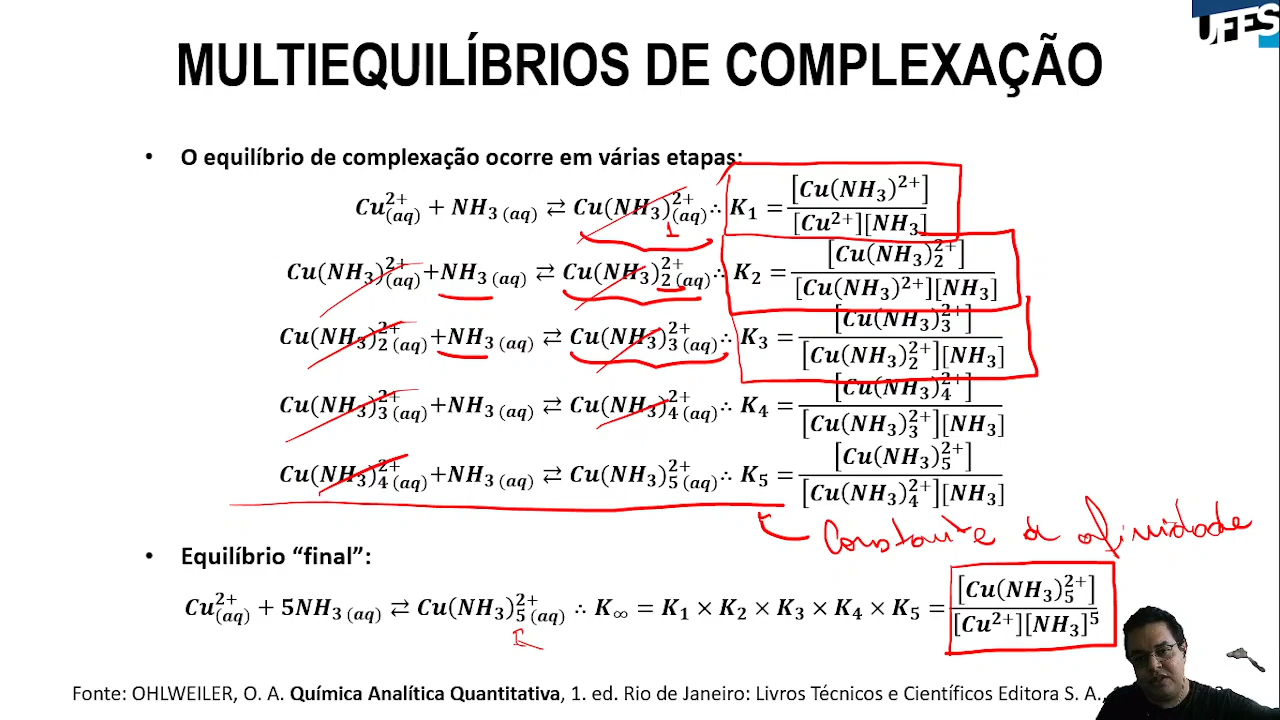 UFES
MULTIEQUILÍBRIOS DE COMPLEXAÇÃO
• O equilíbrio de complexação ocorre em várias etapas:
Cu²⁺(aq) + NH₃ (aq) ⇄ Cu(NH₃)²⁺(aq) ∴ K₁ = [Cu(NH₃)²⁺] / [Cu²⁺][NH₃]
1
Cu(NH₃)²⁺(aq) +NH₃ (aq) ⇄ Cu(NH₃)₂²⁺(aq) ∴ K₂ = [Cu(NH₃)₂²⁺] / [Cu(NH₃)²⁺][NH₃]
Cu(NH₃)₂²⁺(aq) +NH₃ (aq) ⇄ Cu(NH₃)₃²⁺(aq) ∴ K₃ = [Cu(NH₃)₃²⁺] / [Cu(NH₃)₂²⁺][NH₃]
Cu(NH₃)₃²⁺(aq) +NH₃ (aq) ⇄ Cu(NH₃)₄²⁺(aq) ∴ K₄ = [Cu(NH₃)₄²⁺] / [Cu(NH₃)₃²⁺][NH₃]
Cu(NH₃)₄²⁺(aq) +NH₃ (aq) ⇄ Cu(NH₃)₅²⁺(aq) ∴ K₅ = [Cu(NH₃)₅²⁺] / [Cu(NH₃)₄²⁺][NH₃]
Constante d afinidade
• Equilíbrio “final”:
Cu²⁺(aq) + 5NH₃ (aq) ⇄ Cu(NH₃)₅²⁺(aq) ∴ K∞ = K₁ × K₂ × K₃ × K₄ × K₅ = [Cu(NH₃)₅²⁺] / [Cu²⁺][NH₃]⁵
Fonte: OHLWEILER, O. A. Química Analítica Quantitativa, 1. ed. Rio de Janeiro: Livros Técnicos e Científicos Editora S. A.,